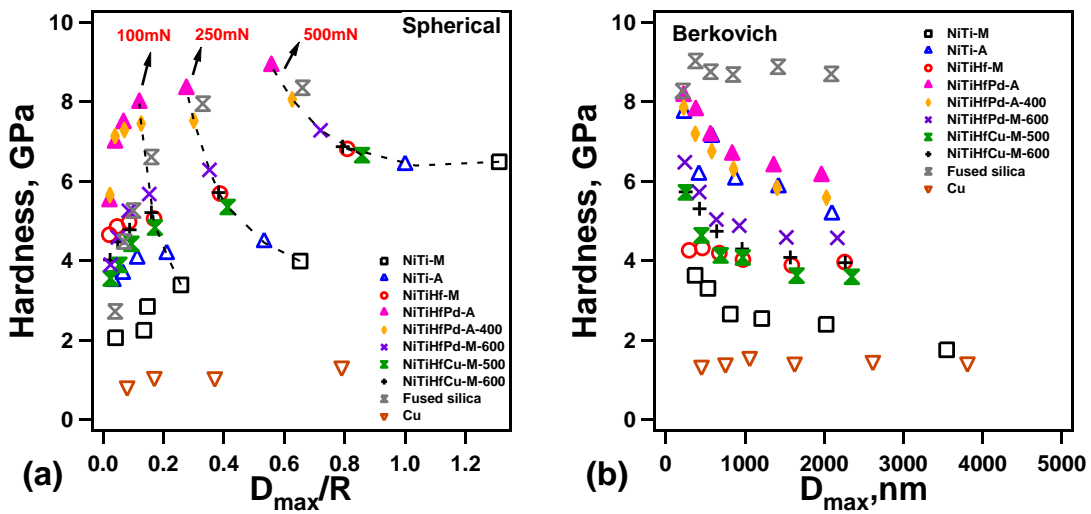 Spherical
100mN
250mN
500mN
Hardness, GPa
10
8
6
4
2
0
NiTi-M
NiTi-A
NiTiHf-M
NiTiHfPd-A
NiTiHfPd-A-400
NiTiHfPd-M-600
NiTiHfCu-M-500
NiTiHfCu-M-600
Fused silica
Cu
0.0 0.2 0.4 0.6 0.8 1.0 1.2
(a)
Dmax/R
Berkovich
Hardness, GPa
10
8
6
4
2
0
NiTi-M
NiTi-A
NiTiHf-M
NiTiHfPd-A
NiTiHfPd-A-400
NiTiHfPd-M-600
NiTiHfCu-M-500
NiTiHfCu-M-600
Fused silica
Cu
0 1000 2000 3000 4000 5000
(b)
Dmax,nm